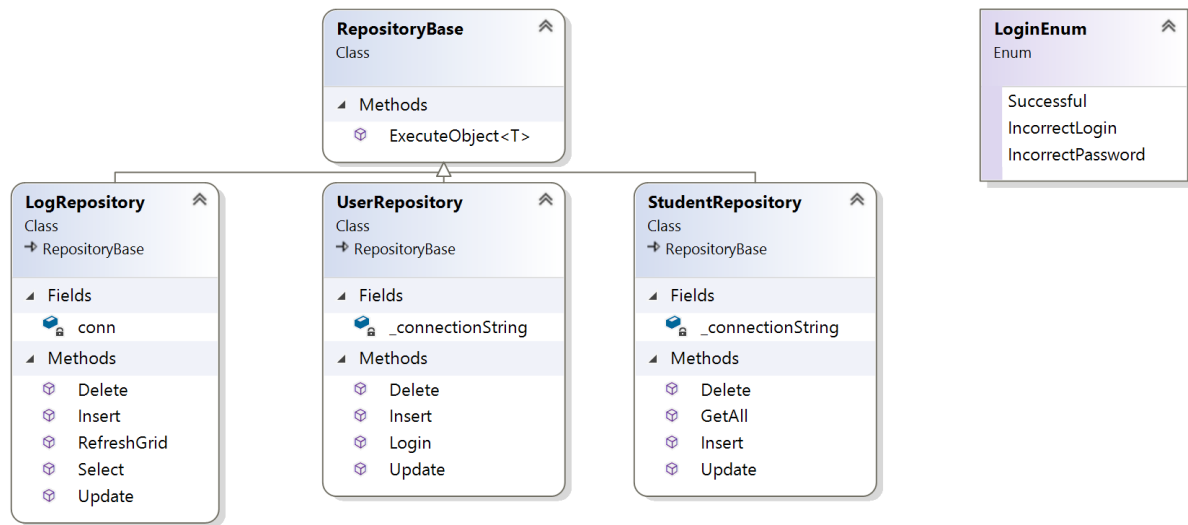 RepositoryBase
Class
Methods
ExecuteObject<T>
LoginEnum
Enum
Successful
IncorrectLogin
IncorrectPassword
LogRepository
Class
RepositoryBase
Fields
conn
Methods
Delete
Insert
RefreshGrid
Select
Update
UserRepository
Class
RepositoryBase
Fields
_connectionString
Methods
Delete
Insert
Login
Update
StudentRepository
Class
RepositoryBase
Fields
_connectionString
Methods
Delete
GetAll
Insert
Update